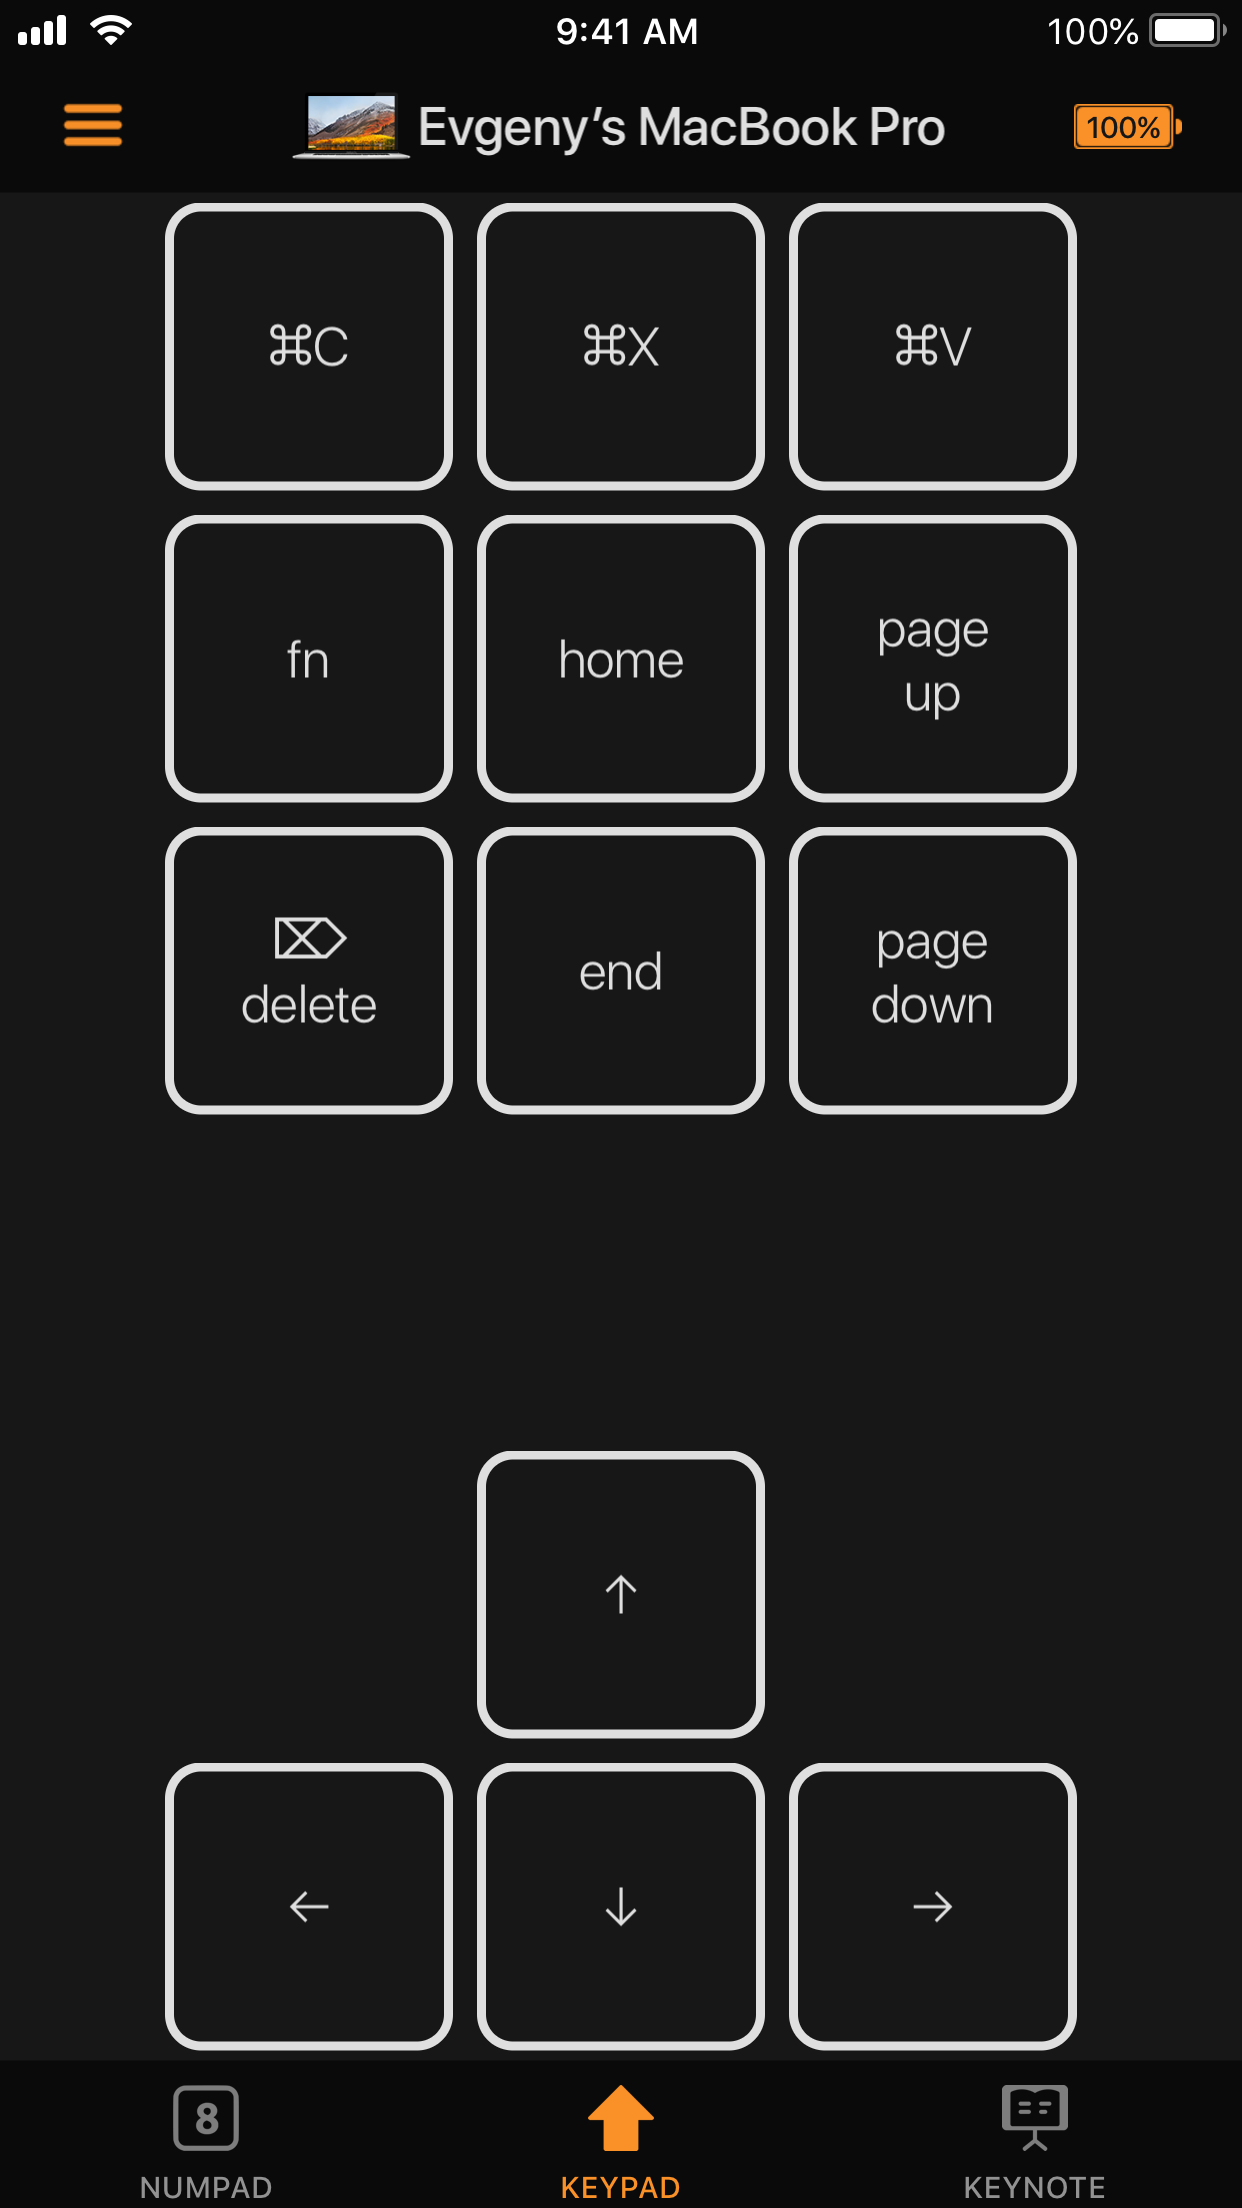 9:41 AM
100%
Evgeny’s MacBook Pro
100%
⌘C
⌘X
⌘V
fn
home
page
up
⌦
delete
end
page
down
↑
←
↓
→
8
NUMPAD
KEYPAD
KEYNOTE